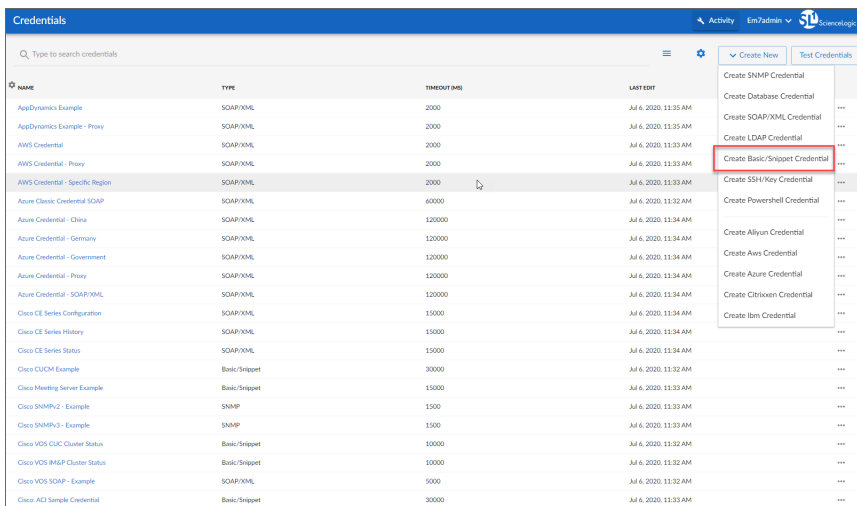 Credentials
Activity Em7admin ScienceLogic
Type to search credentials
Create New Test Credentials
NAME TYPE TIMEOUT (MS) LAST EDIT
Create SNMP Credential
Create Database Credential
Create SOAP/XML Credential
Create LDAP Credential
Create Basic/Snippet Credential
Create SSH/Key Credential
Create Powershell Credential
Create Aliyun Credential
Create Aws Credential
Create Azure Credential
Create Citrixxen Credential
Create Ibm Credential
AppDynamics Example SOAP/XML 2000 Jul 6, 2020, 11:35 AM
AppDynamics Example - Proxy SOAP/XML 2000 Jul 6, 2020, 11:35 AM
AWS Credential SOAP/XML 2000 Jul 6, 2020, 11:33 AM
AWS Credential - Proxy SOAP/XML 2000 Jul 6, 2020, 11:33 AM
AWS Credential - Specific Region SOAP/XML 2000 Jul 6, 2020, 11:33 AM
Azure Classic Credential SOAP SOAP/XML 60000 Jul 6, 2020, 11:32 AM
Azure Credential - China SOAP/XML 120000 Jul 6, 2020, 11:34 AM
Azure Credential - Germany SOAP/XML 120000 Jul 6, 2020, 11:34 AM
Azure Credential - Government SOAP/XML 120000 Jul 6, 2020, 11:34 AM
Azure Credential - Proxy SOAP/XML 120000 Jul 6, 2020, 11:34 AM
Azure Credential - SOAP/XML SOAP/XML 120000 Jul 6, 2020, 11:34 AM
Cisco CE Series Configuration SOAP/XML 15000 Jul 6, 2020, 11:34 AM
Cisco CE Series History SOAP/XML 15000 Jul 6, 2020, 11:34 AM
Cisco CE Series Status SOAP/XML 15000 Jul 6, 2020, 11:34 AM
Cisco CUCM Example Basic/Snippet 30000 Jul 6, 2020, 11:32 AM
Cisco Meeting Server Example Basic/Snippet 15000 Jul 6, 2020, 11:33 AM
Cisco SNMPv2 - Example SNMP 1500 Jul 6, 2020, 11:33 AM
Cisco SNMPv3 - Example SNMP 1500 Jul 6, 2020, 11:33 AM
Cisco VOS CUC Cluster Status Basic/Snippet 10000 Jul 6, 2020, 11:32 AM
Cisco VOS IM&P Cluster Status Basic/Snippet 10000 Jul 6, 2020, 11:32 AM
Cisco VOS SOAP - Example SOAP/XML 5000 Jul 6, 2020, 11:32 AM
Cisco: ACI Sample Credential Basic/Snippet 30000 Jul 6, 2020, 11:33 AM